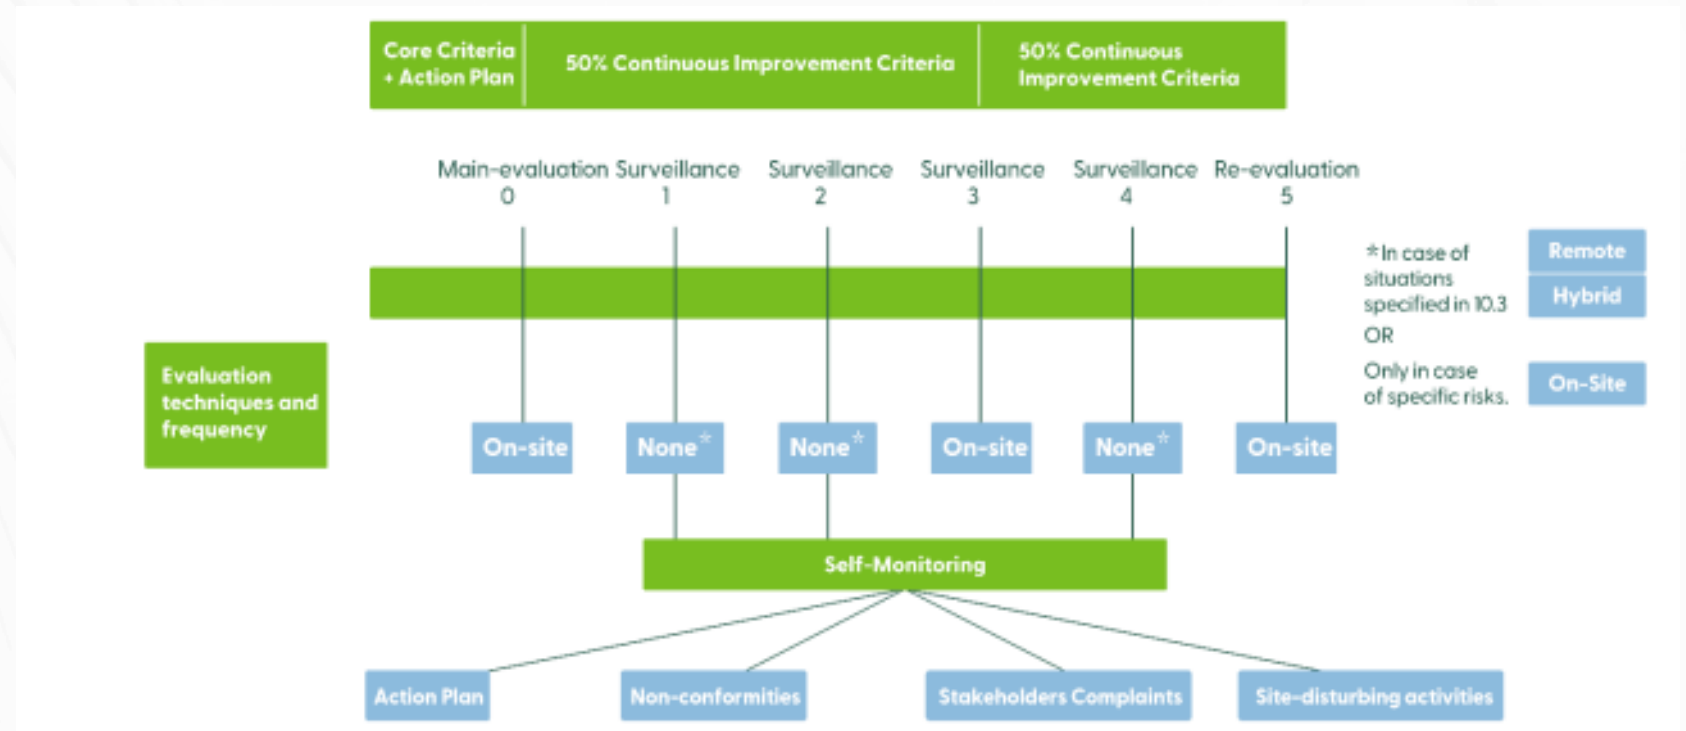 Core Criteria
+ Action Plan
50% Continuous Improvement Criteria
50% Continuous
Improvement Criteria
Main-evaluation
0
Surveillance
1
Surveillance
2
Surveillance
3
Surveillance
4
Re-evaluation
5
*In case of
situations
specified in 10.3
OR
Only in case
of specific risks.
Remote
Hybrid
On-Site
Evaluation
techniques and
frequency
On-site
None*
None*
On-site
None*
On-site
Self-Monitoring
Action Plan
Non-conformities
Stakeholders Complaints
Site-disturbing activities